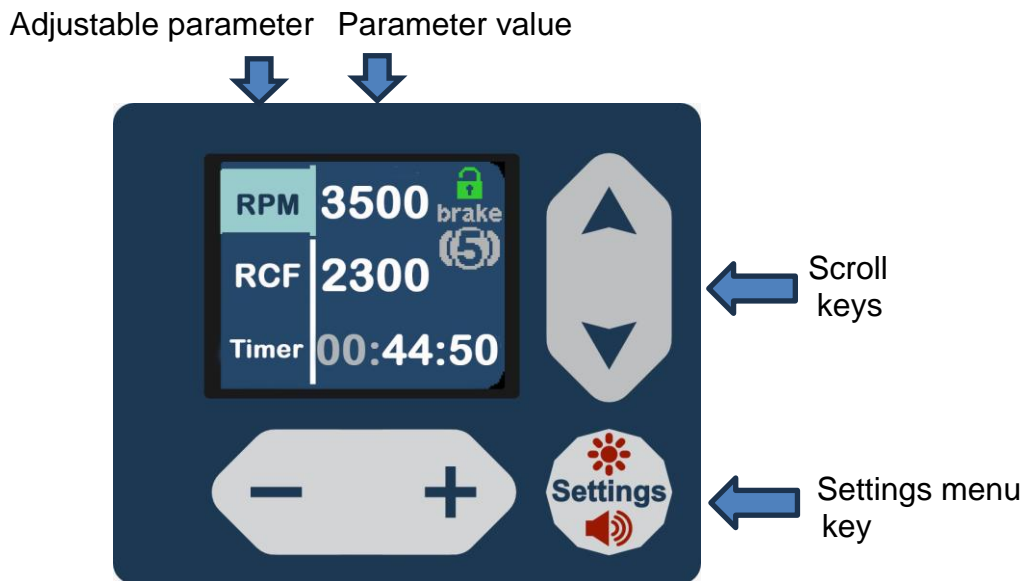 Adjustable parameter Parameter value
RPM 3500 brake
(5)
RCF 2300
Timer 00:44:50
Scroll
keys
− +
Settings
Settings menu
key